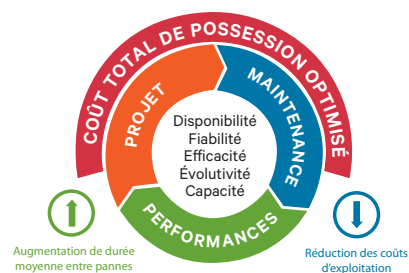 COÛT TOTAL DE POSSESSION OPTIMISÉ
PROJET
MAINTENANCE
Disponibilité
Fiabilité
Efficacité
Évolutivité
Capacité
PERFORMANCES
Augmentation de durée
moyenne entre pannes
Réduction des coûts
d'exploitation